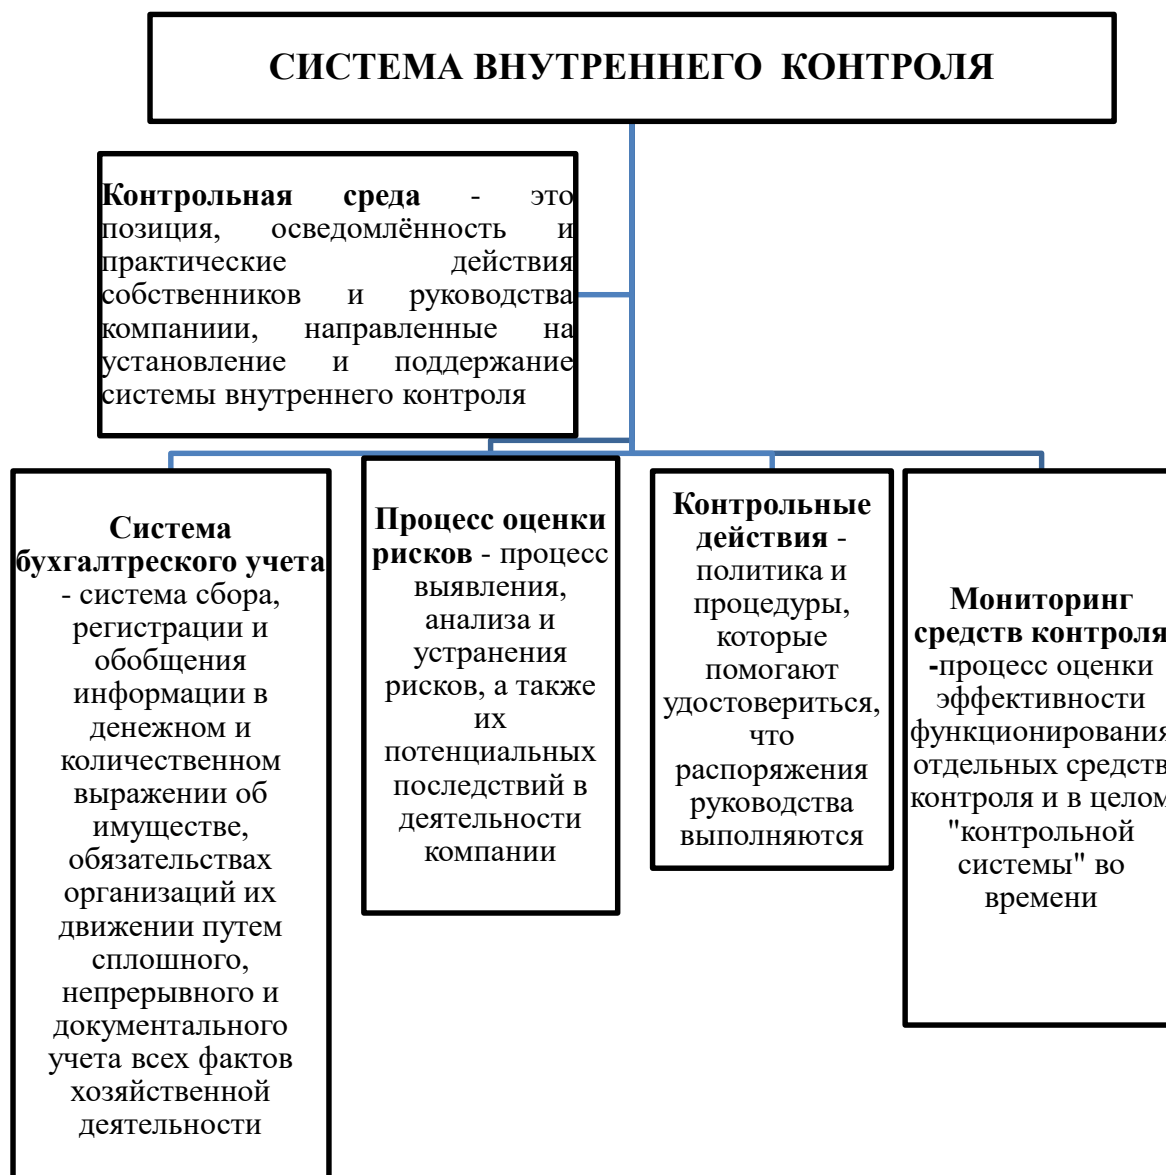 СИСТЕМА ВНУТРЕННЕГО КОНТРОЛЯ
Контрольная среда - это
позиция, осведомлённость и
практические действия
собственников и руководства
компаниии, направленные на
установление и поддержание
системы внутреннего контроля
Система
бухгалтреского учета
- система сбора,
регистрации и
обобщения
информации в
денежном и
количественном
выражении об
имуществе,
обязательствах
организаций их
движении путем
сплошного,
непрерывного и
документального
учета всех фактов
хозяйственной
деятельности
Процесс оценки
рисков - процесс
выявления,
анализа и
устранения
рисков, а также
их
потенциальных
последствий в
деятельности
компании
Контрольные
действия -
политика и
процедуры,
которые
помогают
удостовериться,
что
распоряжения
руководства
выполняются
Мониторинг
средств контроля
-процесс оценки
эффективности
функционирования
отдельных средств
контроля и в целом
"контрольной
системы" во
времени